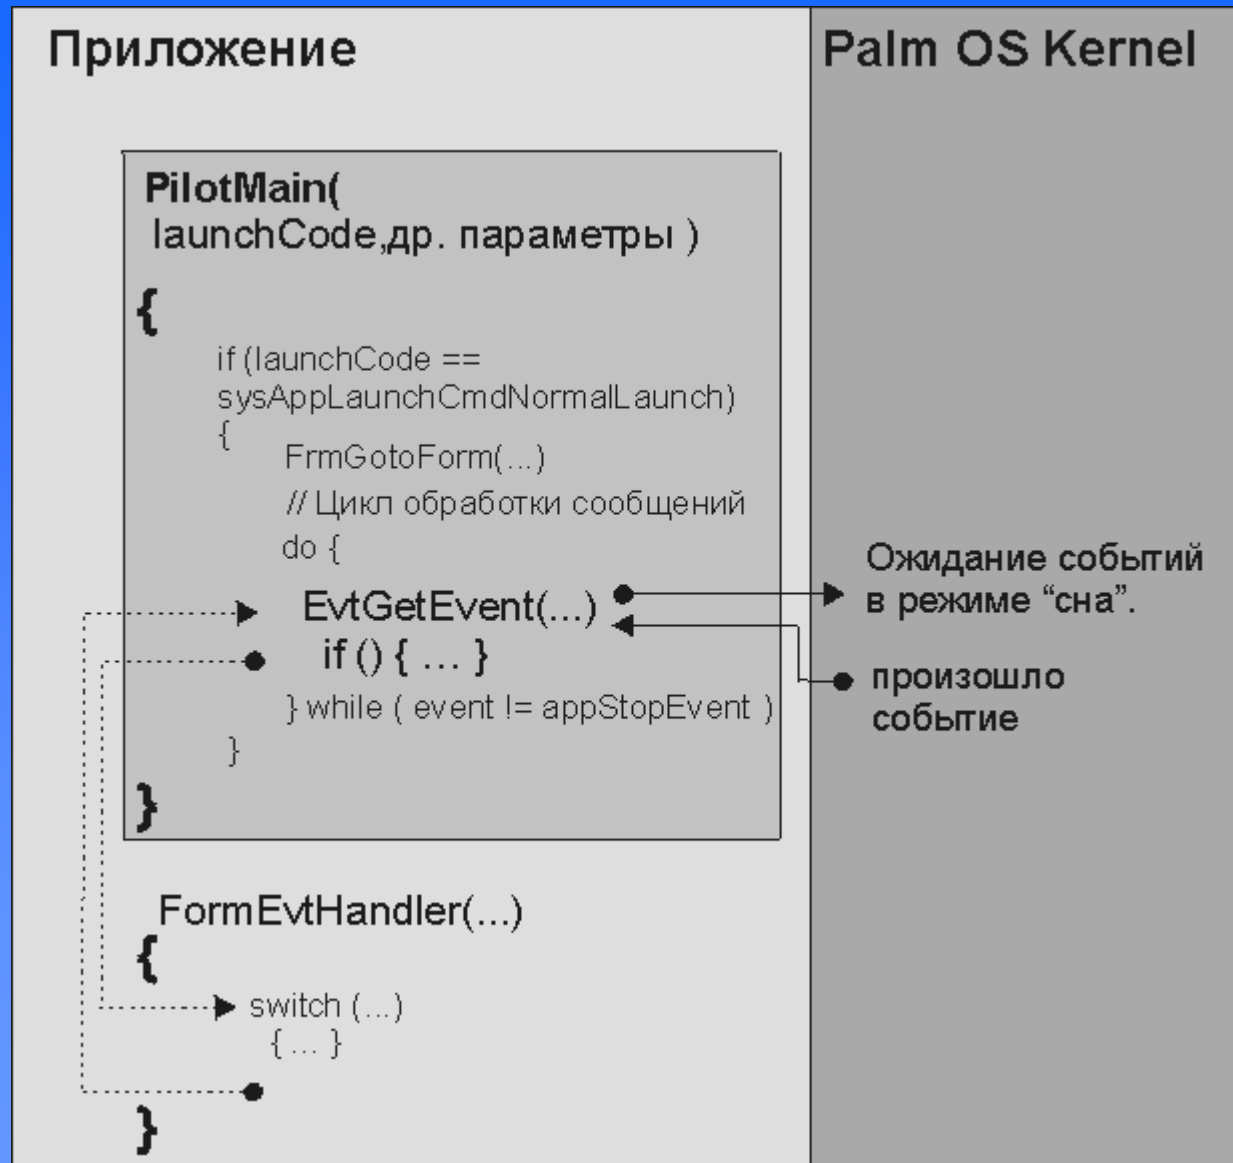 Приложение
Palm OS Kernel
PilotMain(
launchCode,др. параметры )
{
if (launchCode ==
sysAppLaunchCmdNormalLaunch)
{
FrmGotoForm(...)
// Цикл обработки сообщений
do {
EvtGetEvent(...)
if () { ... }
} while ( event != appStopEvent )
}
}
Ожидание событий
в режиме “сна”.
произошло
событие
FormEvtHandler(...)
{
switch (...)
{ ... }
}